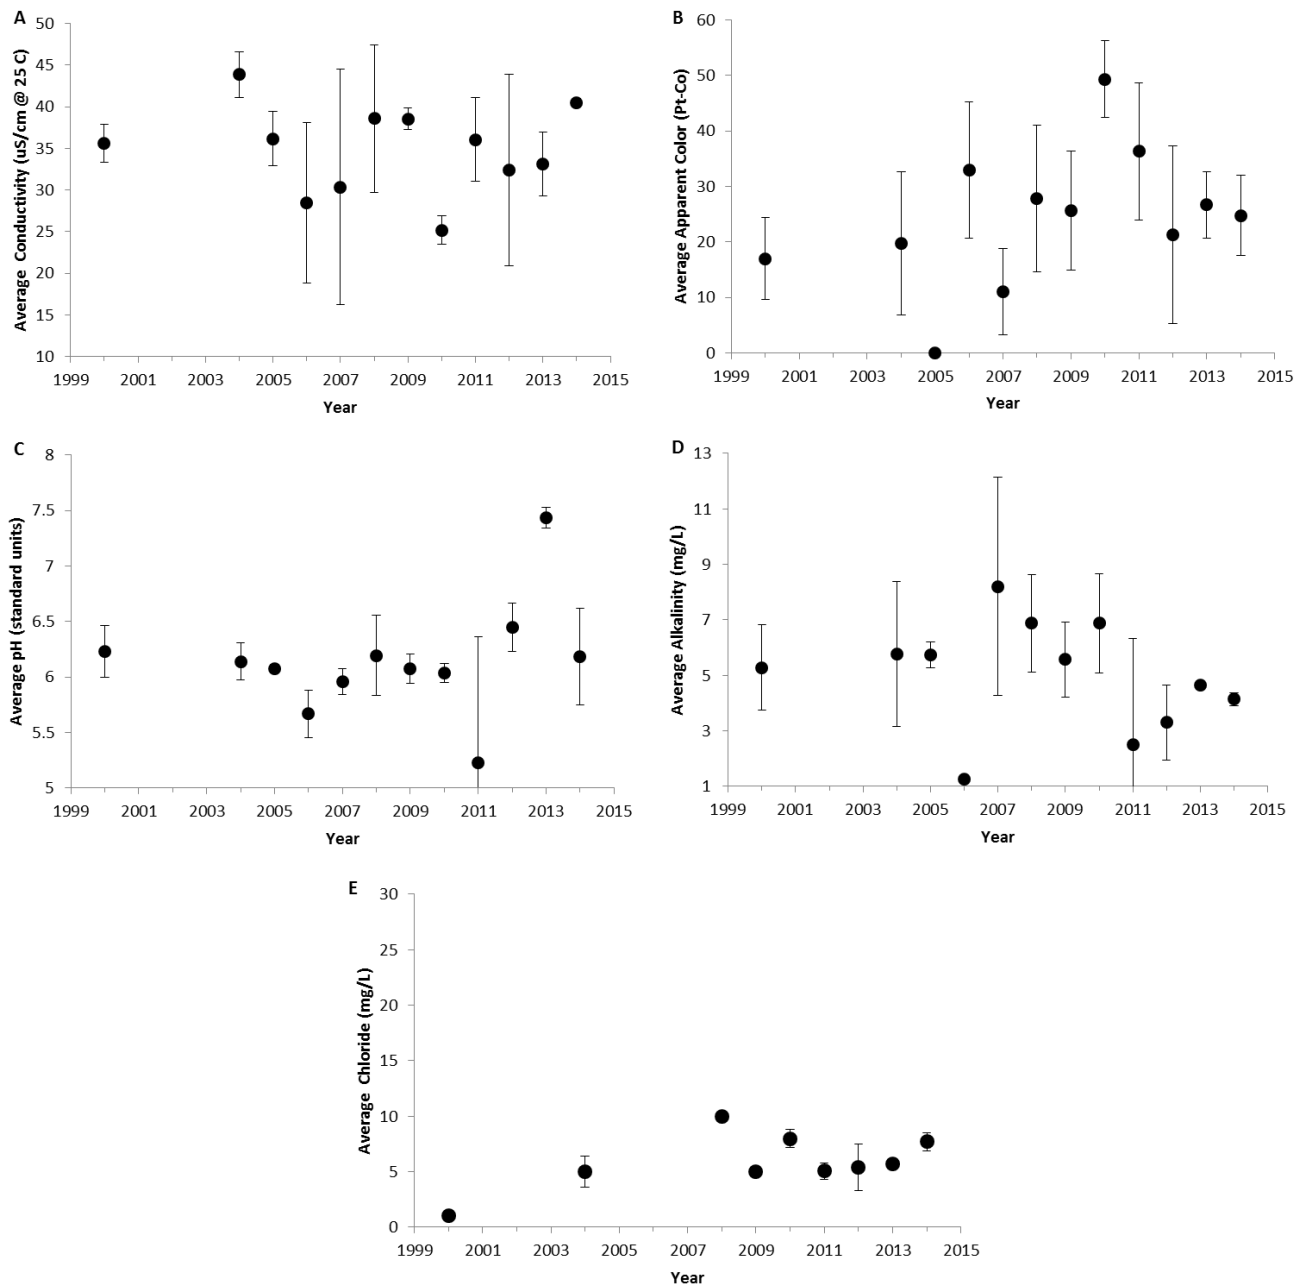 A
Average Conductivity (uS/cm @ 25 C)
50
45
40
35
30
25
20
15
10
1999 2001 2003 2005 2007 2009 2011 2013 2015
Year
B
Average Apparent Color (Pt-Co)
60
50
40
30
20
10
0
1999 2001 2003 2005 2007 2009 2011 2013 2015
Year
C
Average pH (standard units)
8
7.5
7
6.5
6
5.5
5
1999 2001 2003 2005 2007 2009 2011 2013 2015
Year
D
Average Alkalinity (mg/L)
13
11
9
7
5
3
1
1999 2001 2003 2005 2007 2009 2011 2013 2015
Year
E
Average Chloride (mg/L)
30
25
20
15
10
5
0
1999 2001 2003 2005 2007 2009 2011 2013 2015
Year